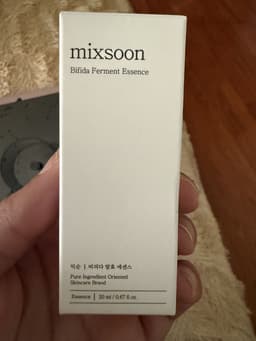 mixsoon
Bifida Ferment Essence
믹순 | 비피다 발효 에센스
Pure Ingredient Oriented
Skincare Brand
Essence | 20 ml / 0.67 fl. oz.